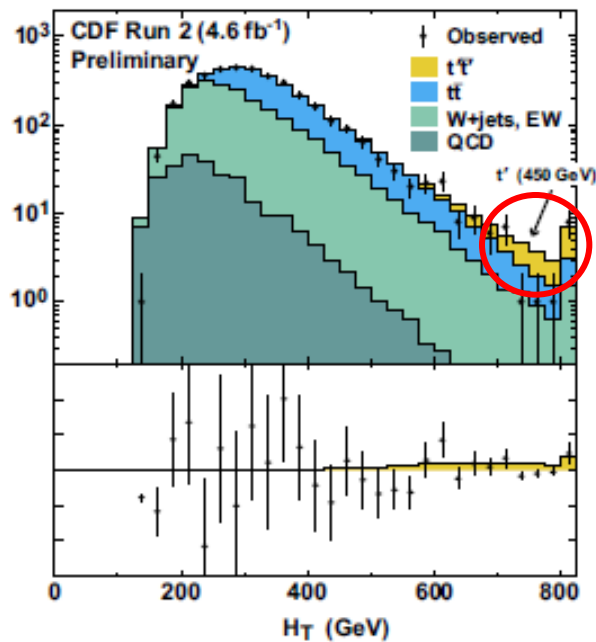 CDF Run 2 (4.6 fb⁻¹)
Preliminary
Observed
t't̅'
tt̅
W+jets, EW
QCD
t' (450 GeV)
10³
10²
10¹
10⁰
0
200
400
600
800
H_T (GeV)